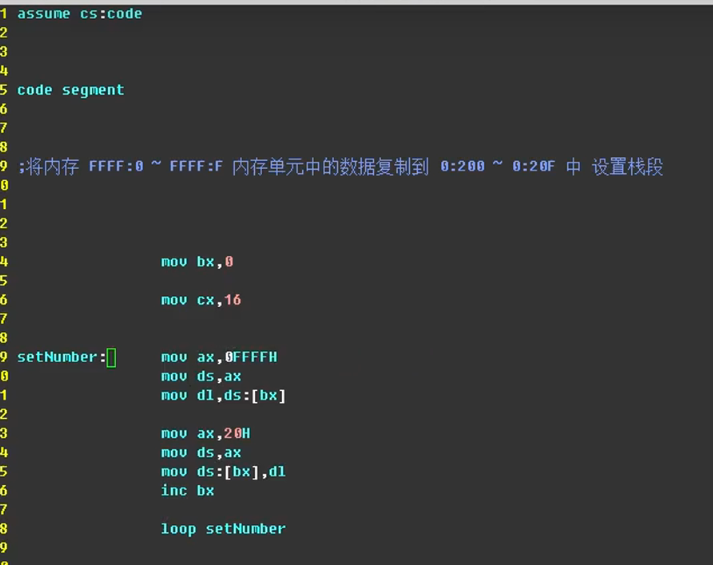 1 assume cs:code
2
3
4
5 code segment
6
7
8
9 ;将内存 FFFF:0 ~ FFFF:F 内存单元中的数据复制到 0:200 ~ 0:20F 中 设置栈段
0
1
2
3
4 mov bx,0
5
6 mov cx,16
7
8
9 setNumber: mov ax,0FFFFH
0 mov ds,ax
1 mov dl,ds:[bx]
2
3 mov ax,20H
4 mov ds,ax
5 mov ds:[bx],dl
6 inc bx
7
8 loop setNumber
9